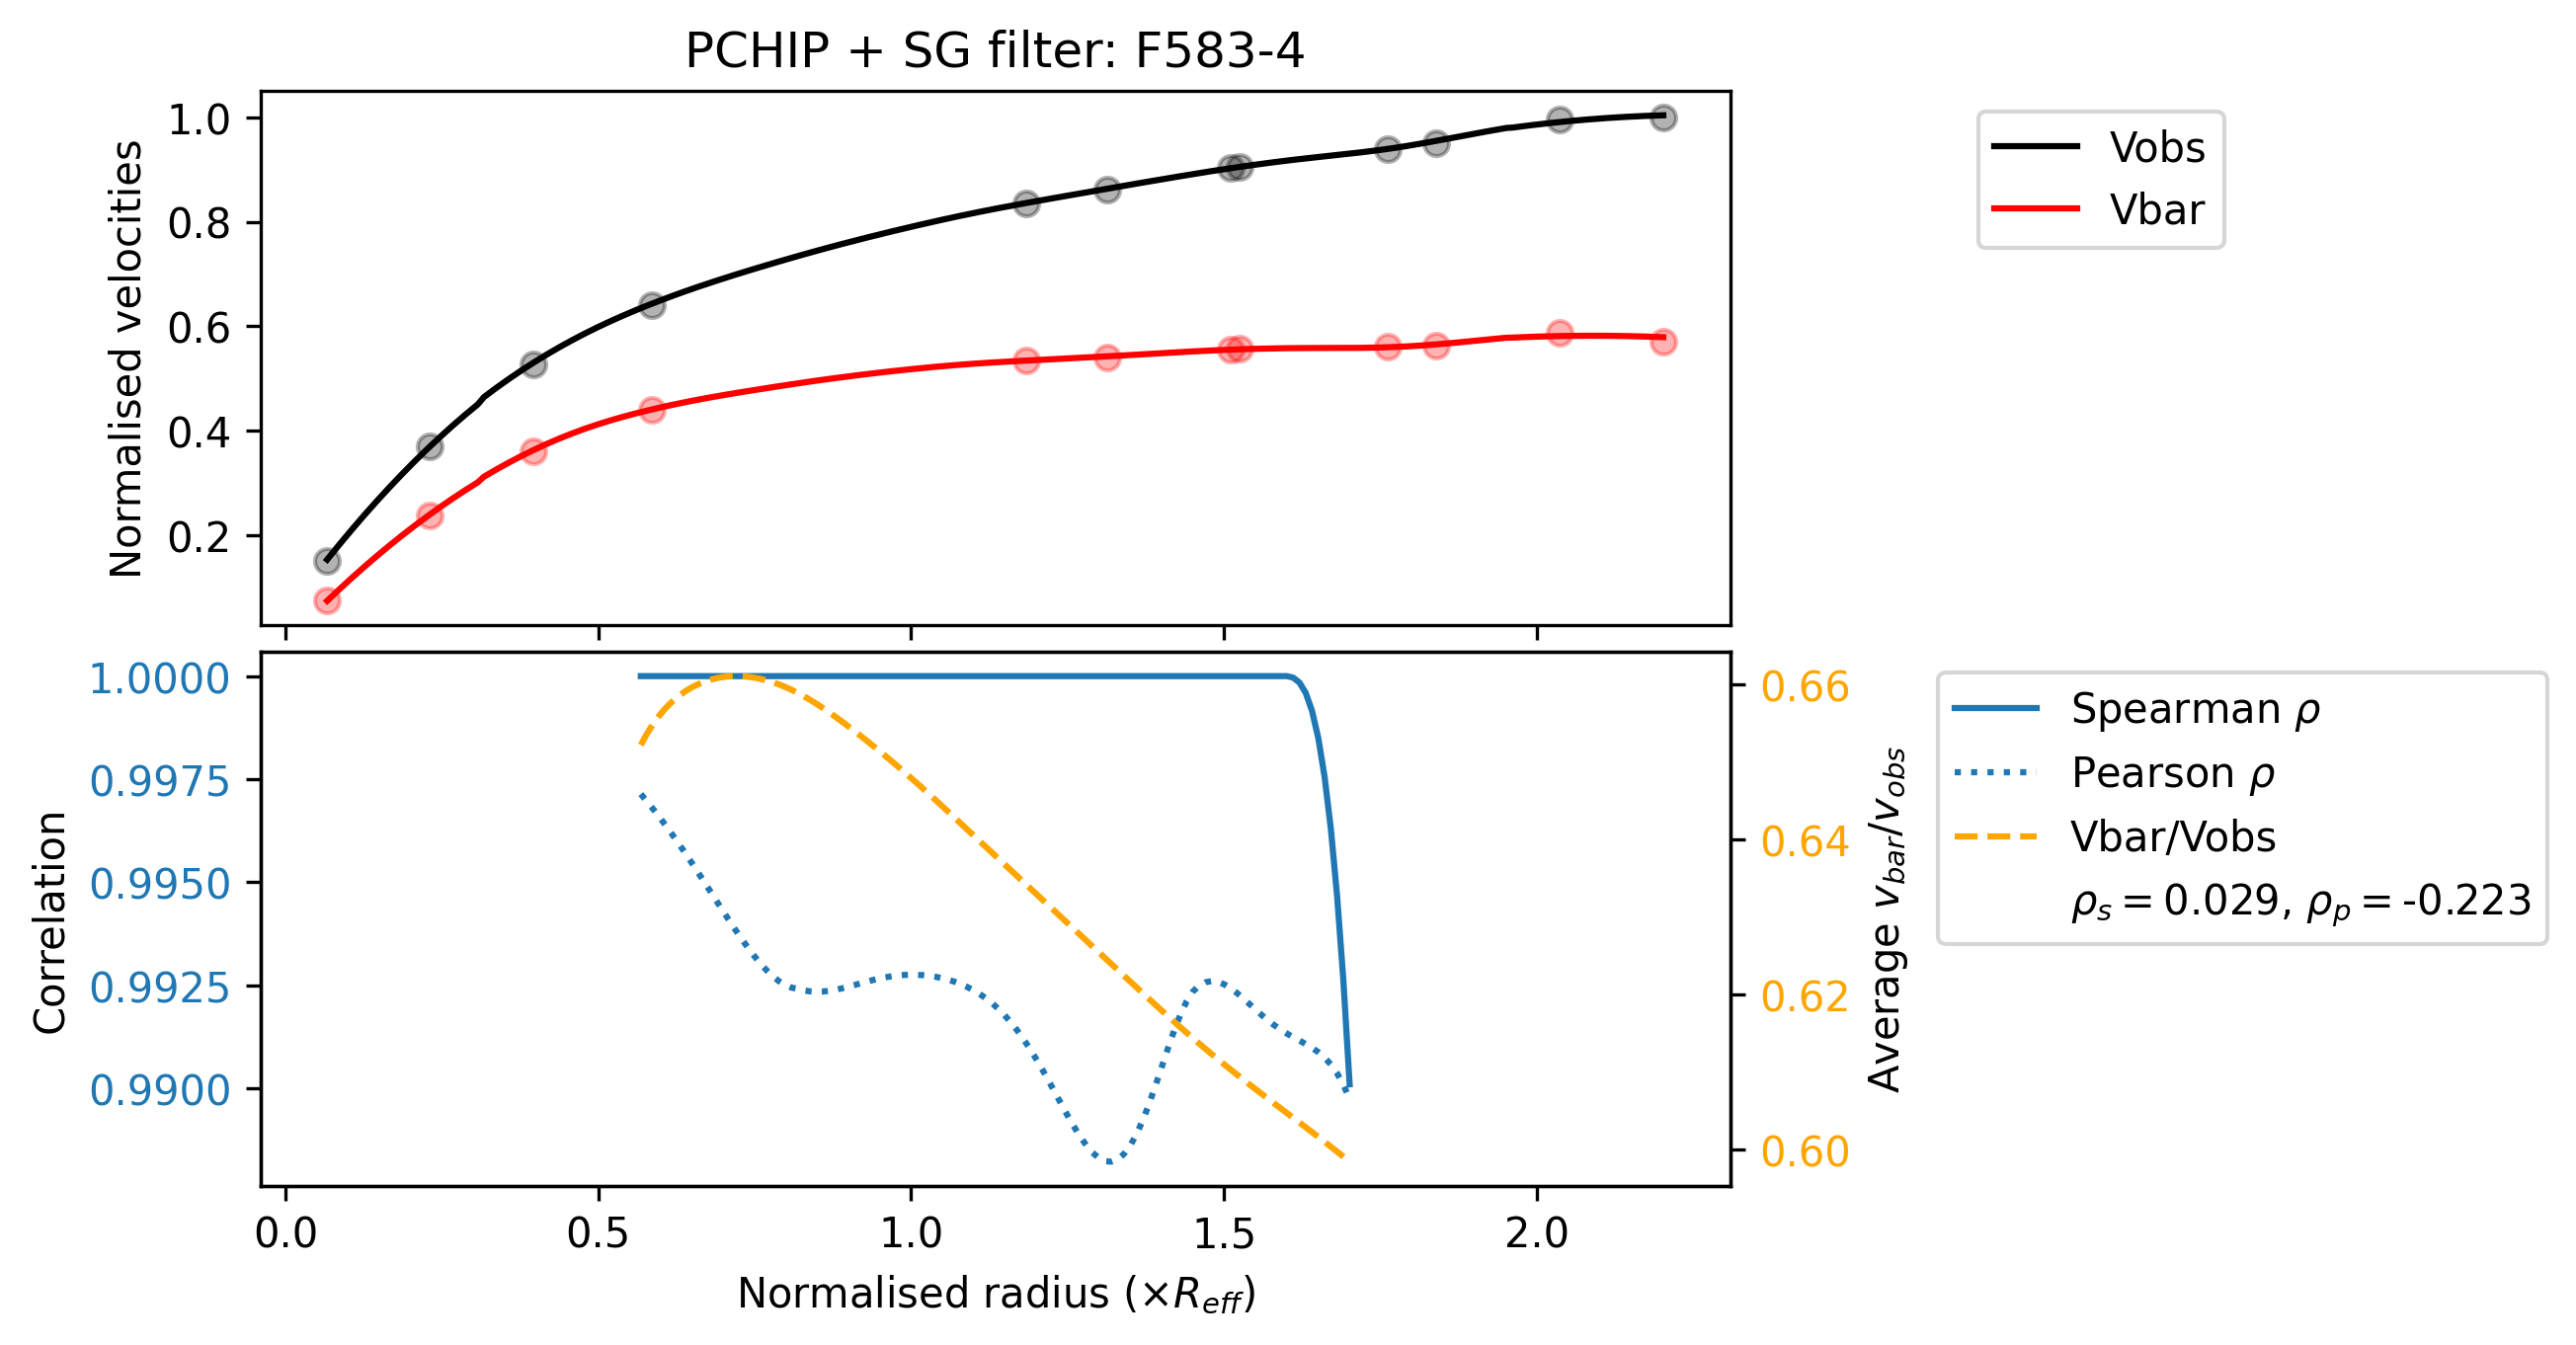 PCHIP + SG filter: F583-4
Normalised velocities
1.0
0.8
0.6
0.4
0.2
Vobs
Vbar
Correlation
1.0000
0.9975
0.9950
0.9925
0.9900
0.66
0.64
0.62
0.60
Average v_bar/v_obs
Spearman ρ
Pearson ρ
Vbar/Vobs
ρ_s = 0.029, ρ_p = -0.223
0.0 0.5 1.0 1.5 2.0
Normalised radius (×R_eff)